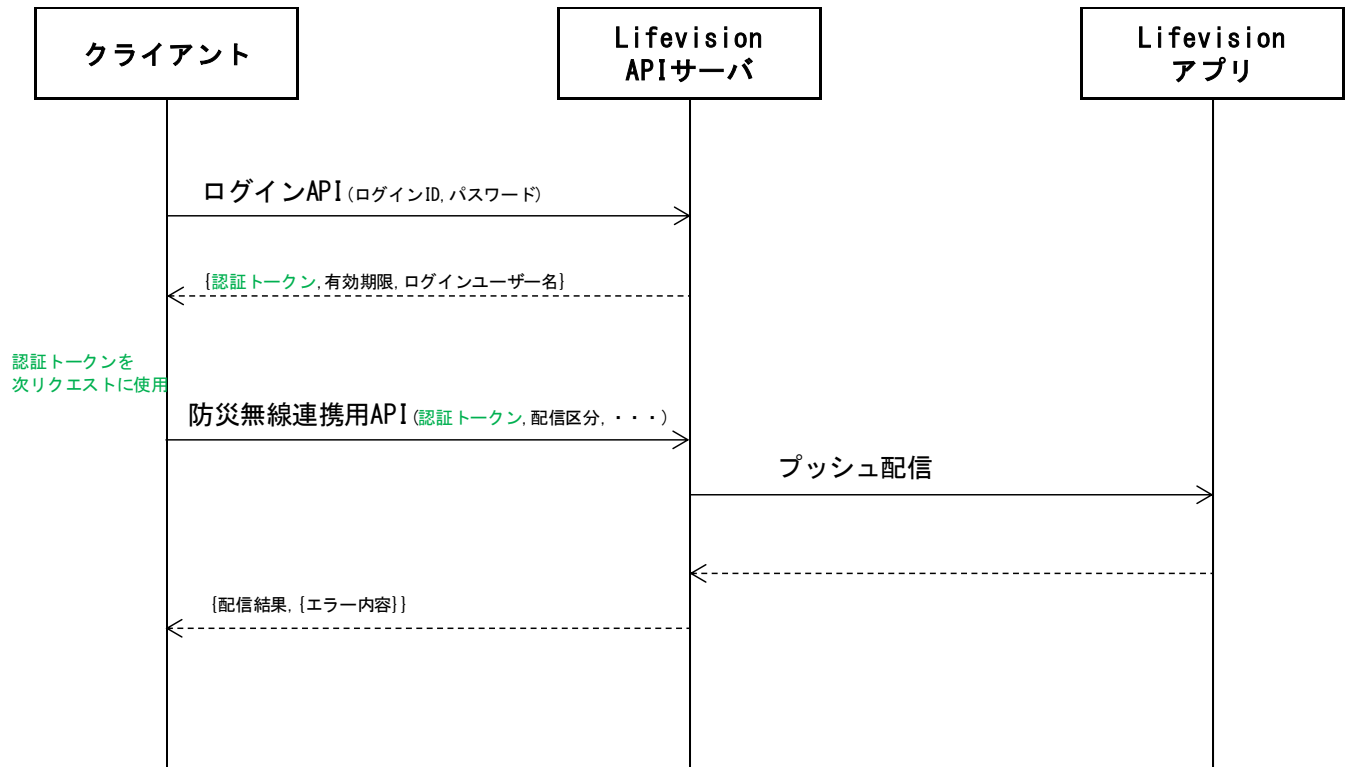 クライアント
Lifevision
APIサーバ
Lifevision
アプリ
ログインAPI(ログインID,パスワード)
{認証トークン,有効期限,ログインユーザー名}
認証トークンを
次リクエストに使用
防災無線連携用API(認証トークン,配信区分,・・・)
プッシュ配信
{配信結果,{エラー内容}}